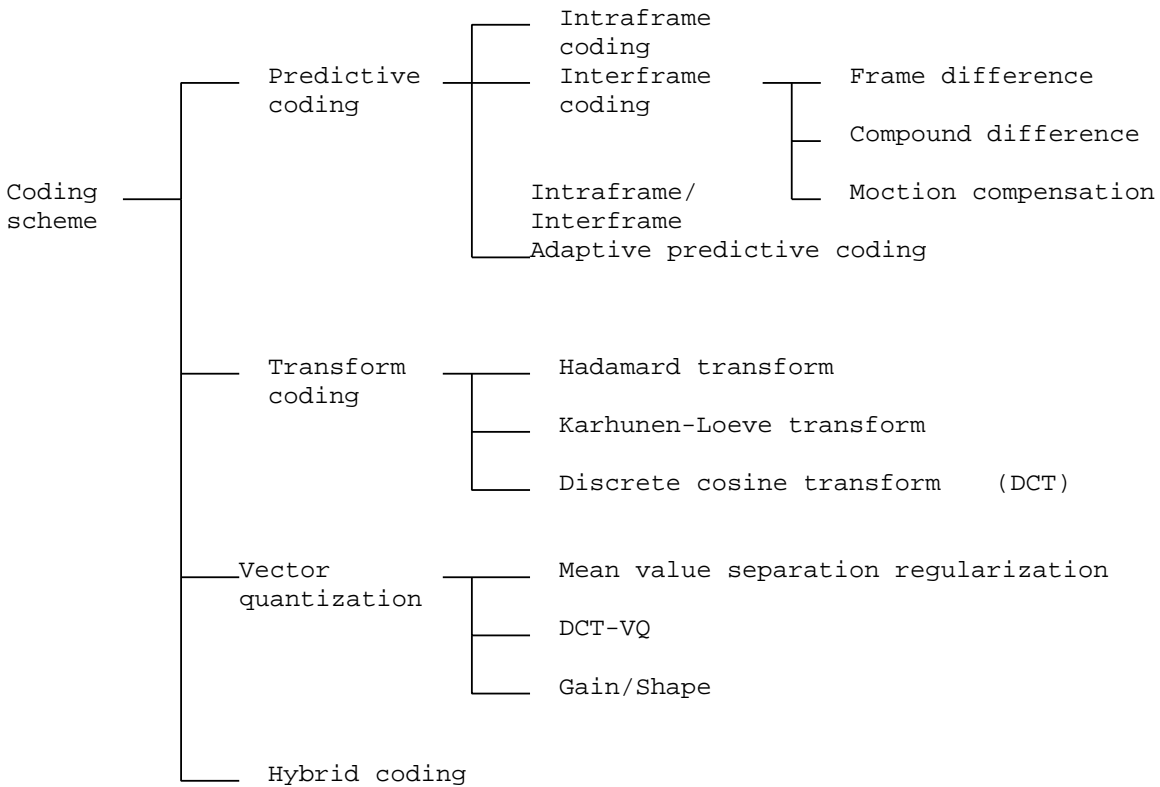 Intraframe
coding
Predictive
coding
Interframe
coding
Frame difference
Compound difference
Coding
scheme
Intraframe/
Interframe
Adaptive predictive coding
Moction compensation
Transform
coding
Hadamard transform
Karhunen-Loeve transform
Discrete cosine transform (DCT)
Vector
quantization
Mean value separation regularization
DCT-VQ
Gain/Shape
Hybrid coding